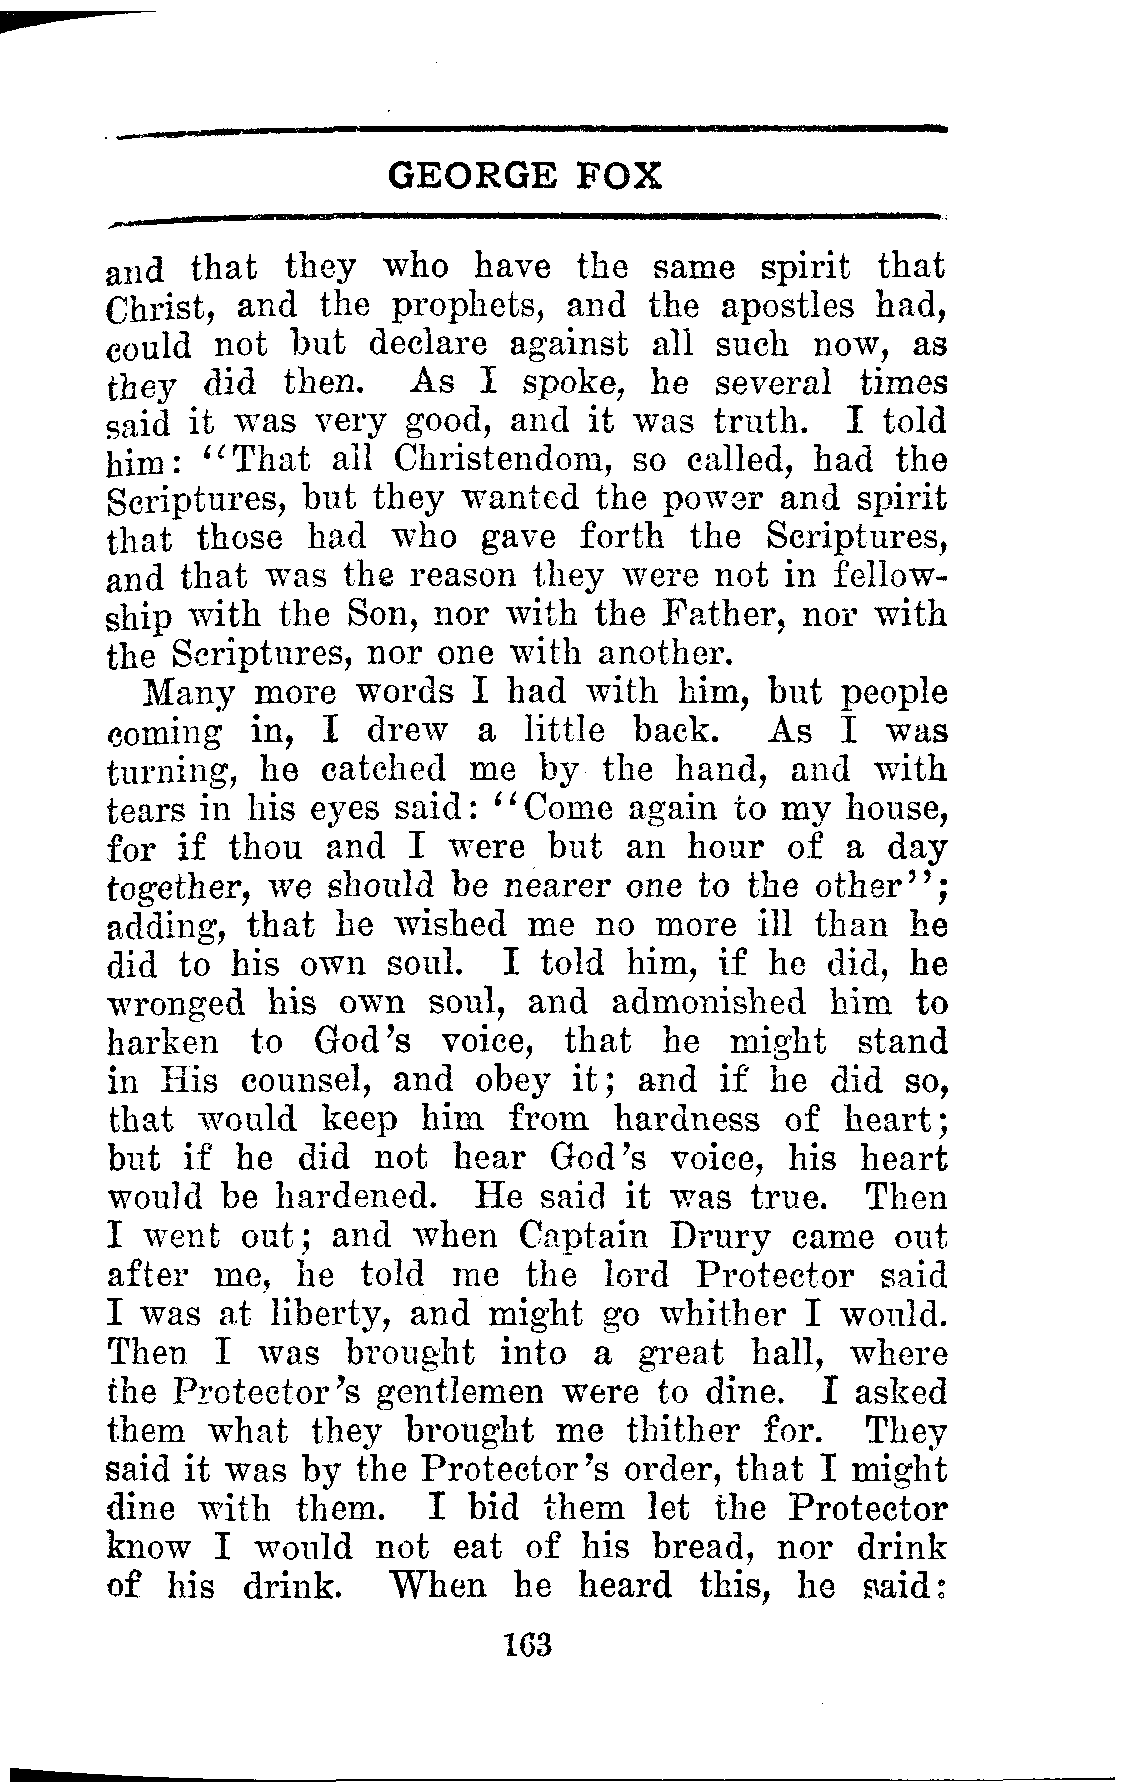 GEORGE FOX
and that they who have the same spirit that
Christ, and the prophets, and the apostles had,
could not but declare against all such now, as
they did then. As I spoke, he several times
said it was very good, and it was truth. I told
him: "That all Christendom, so called, had the
Scriptures, but they wanted the power and spirit
that those had who gave forth the Scriptures,
and that was the reason they were not in fellow-
ship with the Son, nor with the Father, nor with
the Scriptures, nor one with another.
Many more words I had with him, but people
coming in, I drew a little back. As I was
turning, he catched me by the hand, and with
tears in his eyes said: "Come again to my house,
for if thou and I were but an hour of a day
together, we should be nearer one to the other";
adding, that he wished me no more ill than he
did to his own soul. I told him, if he did, he
wronged his own soul, and admonished him to
harken to God's voice, that he might stand
in His counsel, and obey it; and if he did so,
that would keep him from hardness of heart;
but if he did not hear God's voice, his heart
would be hardened. He said it was true. Then
I went out; and when Captain Drury came out
after me, he told me the lord Protector said
I was at liberty, and might go whither I would.
Then I was brought into a great hall, where
the Protector's gentlemen were to dine. I asked
them what they brought me thither for. They
said it was by the Protector's order, that I might
dine with them. I bid them let the Protector
know I would not eat of his bread, nor drink
of his drink. When he heard this, he said:
163